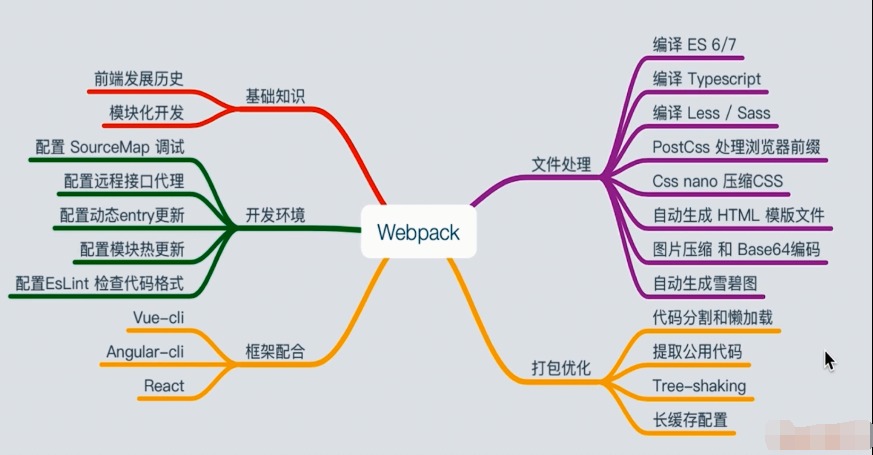 Webpack
基础知识
前端发展历史
模块化开发
开发环境
配置 SourceMap 调试
配置远程接口代理
配置动态entry更新
配置模块热更新
配置EsLint 检查代码格式
框架配合
Vue-cli
Angular-cli
React
文件处理
编译 ES 6/7
编译 Typescript
编译 Less / Sass
PostCss 处理浏览器前缀
Css nano 压缩CSS
自动生成 HTML 模版文件
图片压缩 和 Base64编码
自动生成雪碧图
打包优化
代码分割和懒加载
提取公用代码
Tree-shaking
长缓存配置